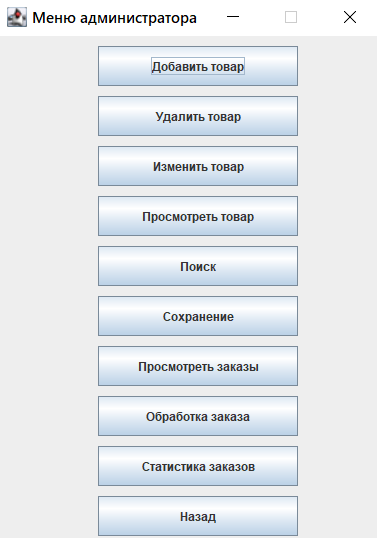 Меню администратора
Добавить товар
Удалить товар
Изменить товар
Просмотреть товар
Поиск
Сохранение
Просмотреть заказы
Обработка заказа
Статистика заказов
Назад